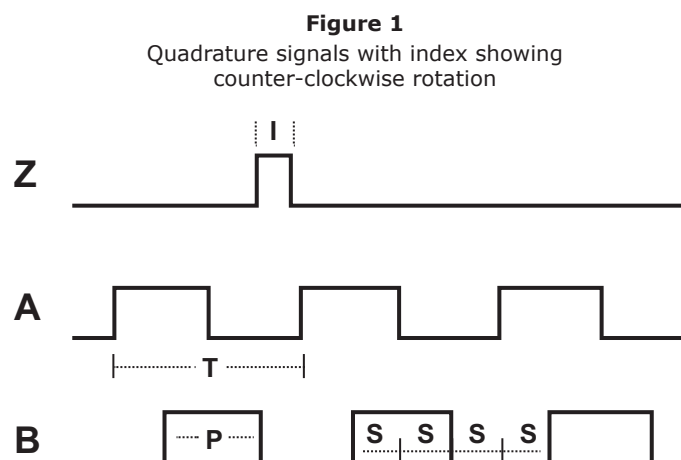 Figure 1
Quadrature signals with index showing
counter-clockwise rotation
I
Z
A
T
B
P
S S S S